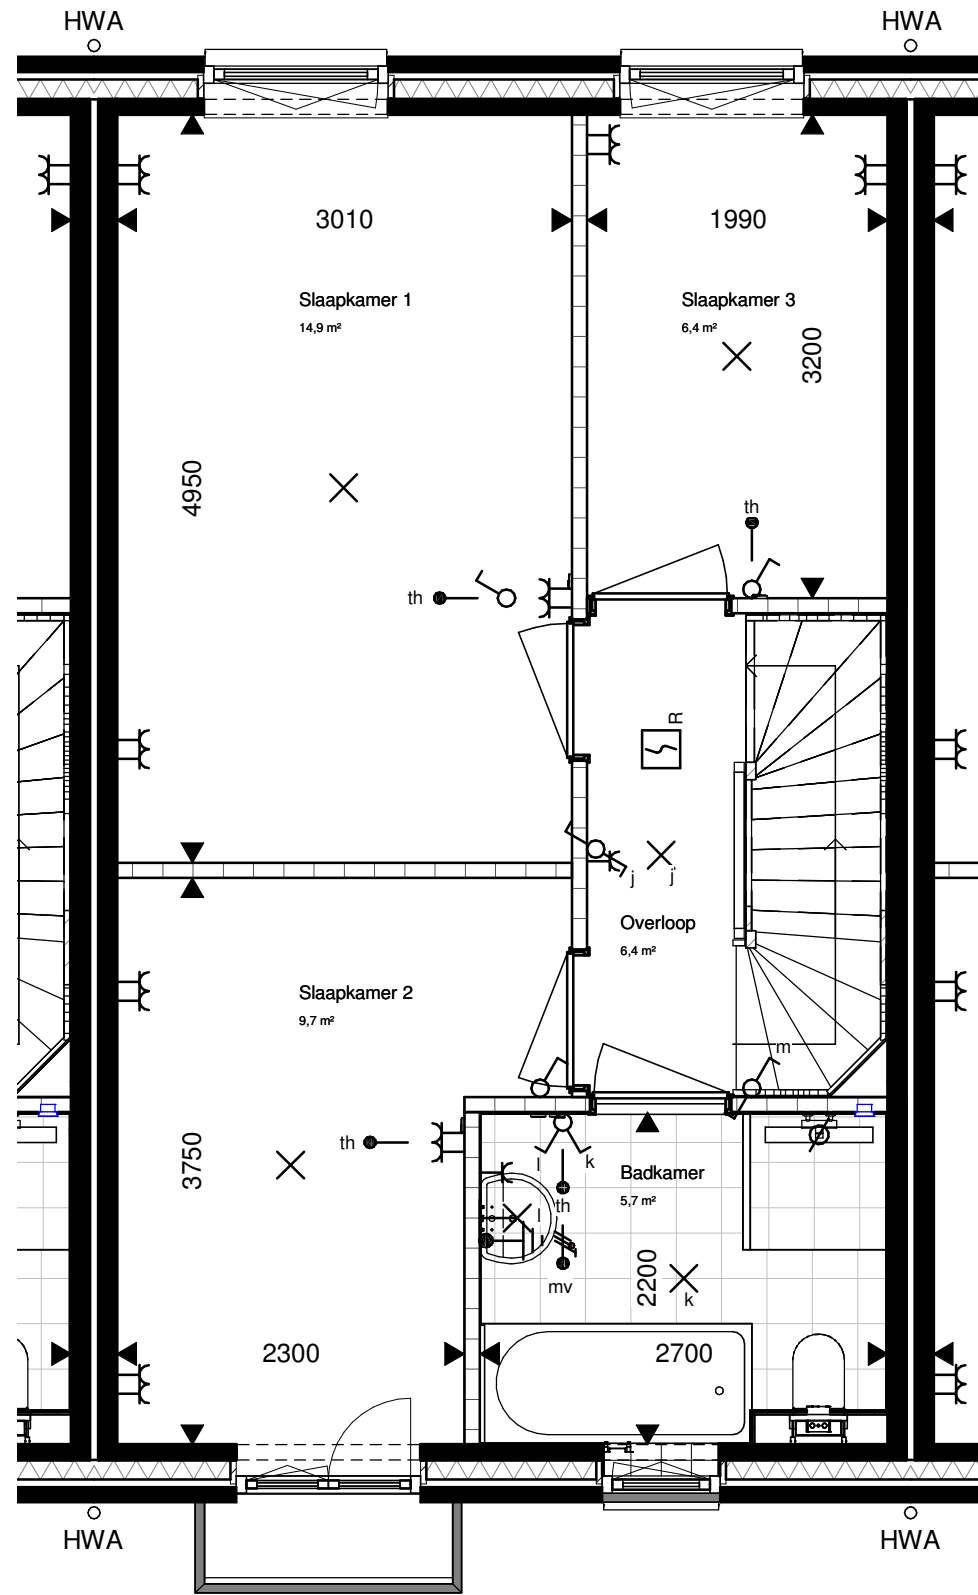 HWA
HWA
3010
1990
Slaapkamer 1
14,9 m²
Slaapkamer 3
6,4 m²
3200
4950
th
th
R
j
j
Overloop
6,4 m²
Slaapkamer 2
9,7 m²
m
th
3750
l
k
Badkamer
5,7 m²
th
l
mv
2200
k
2300
2700
HWA
HWA